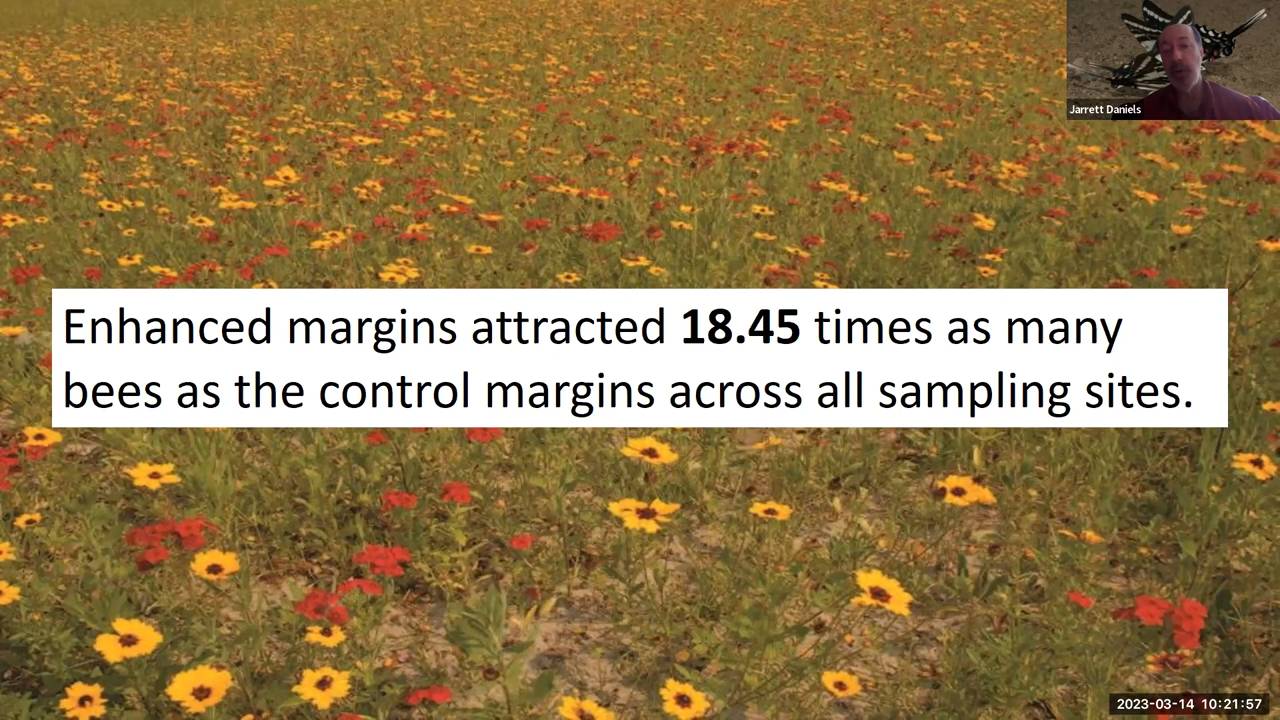 Jarrett Daniels
Enhanced margins attracted 18.45 times as many
bees as the control margins across all sampling sites.
2023-03-14 10:21:57